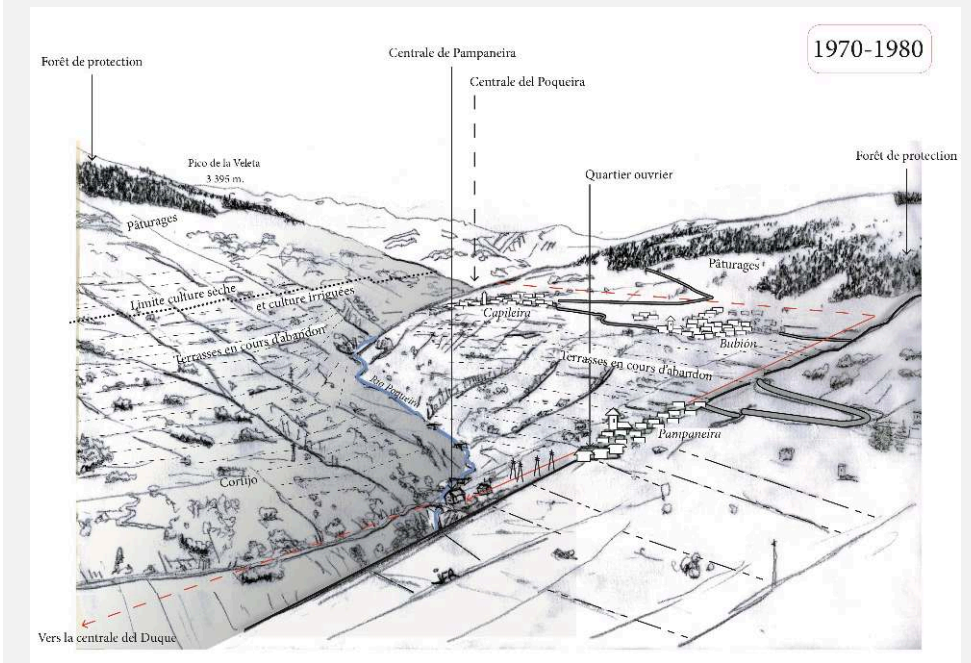 1970-1980
Centrale de Pampaneira
Forêt de protection
Centrale del Poqueira
Forêt de protection
Pico de la Veleta
3 395 m.
Quartier ouvrier
Pâturages
Pâturages
Limite culture sèche
et culture irriguées
Capileira
Terrasses en cours d'abandon
Bubión
Terrasses en cours d'abandon
Rio Poqueira
Pampaneira
Cortijo
Vers la centrale del Duque